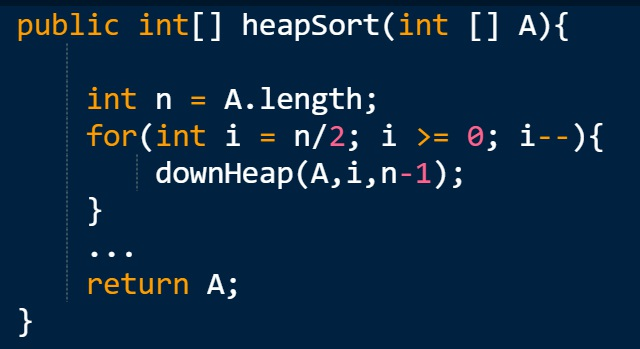 public int[] heapSort(int [] A){
int n = A.length;
for(int i = n/2; i >= 0; i--){
downHeap(A,i,n-1);
}
...
return A;
}